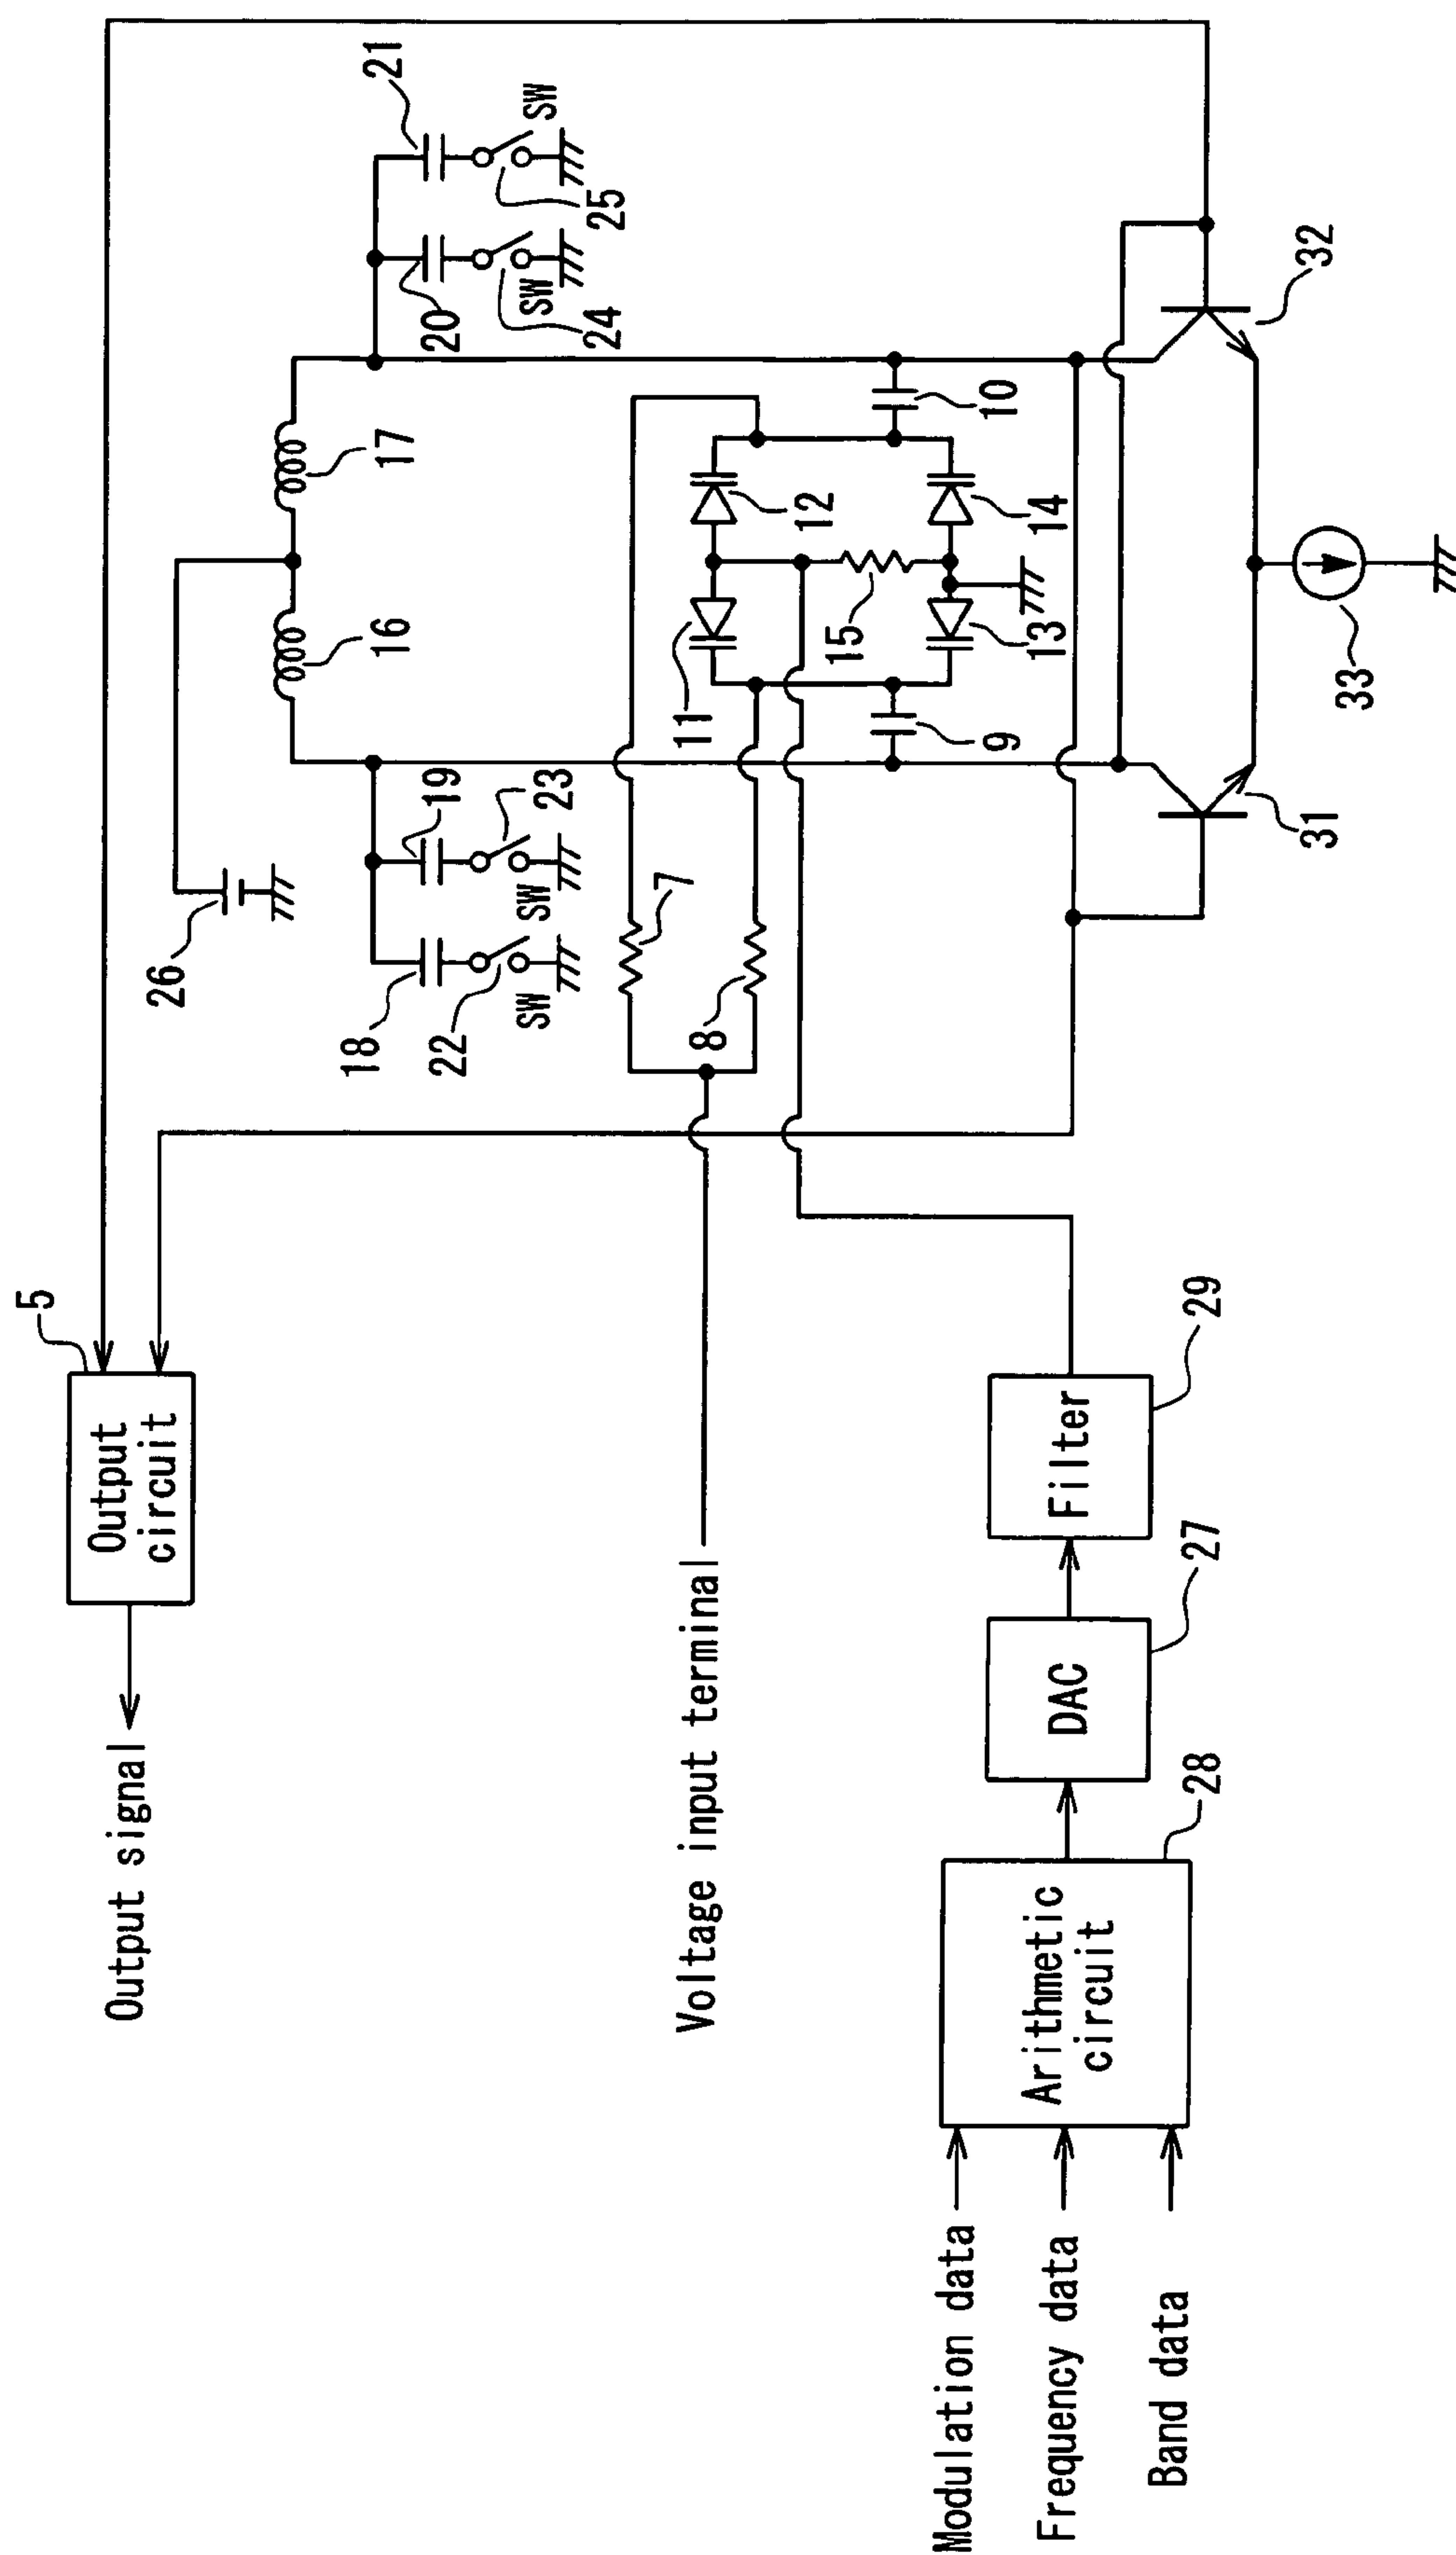 5
Output
circuit
Output signal
26
16
17
18
19
20
21
22
23
24
25
SW
SW
SW
SW
7
8
11
12
13
14
15
9
10
Voltage input terminal
31
32
33
Modulation data
Frequency data
Band data
Arithmetic
circuit
28
DAC
27
Filter
29